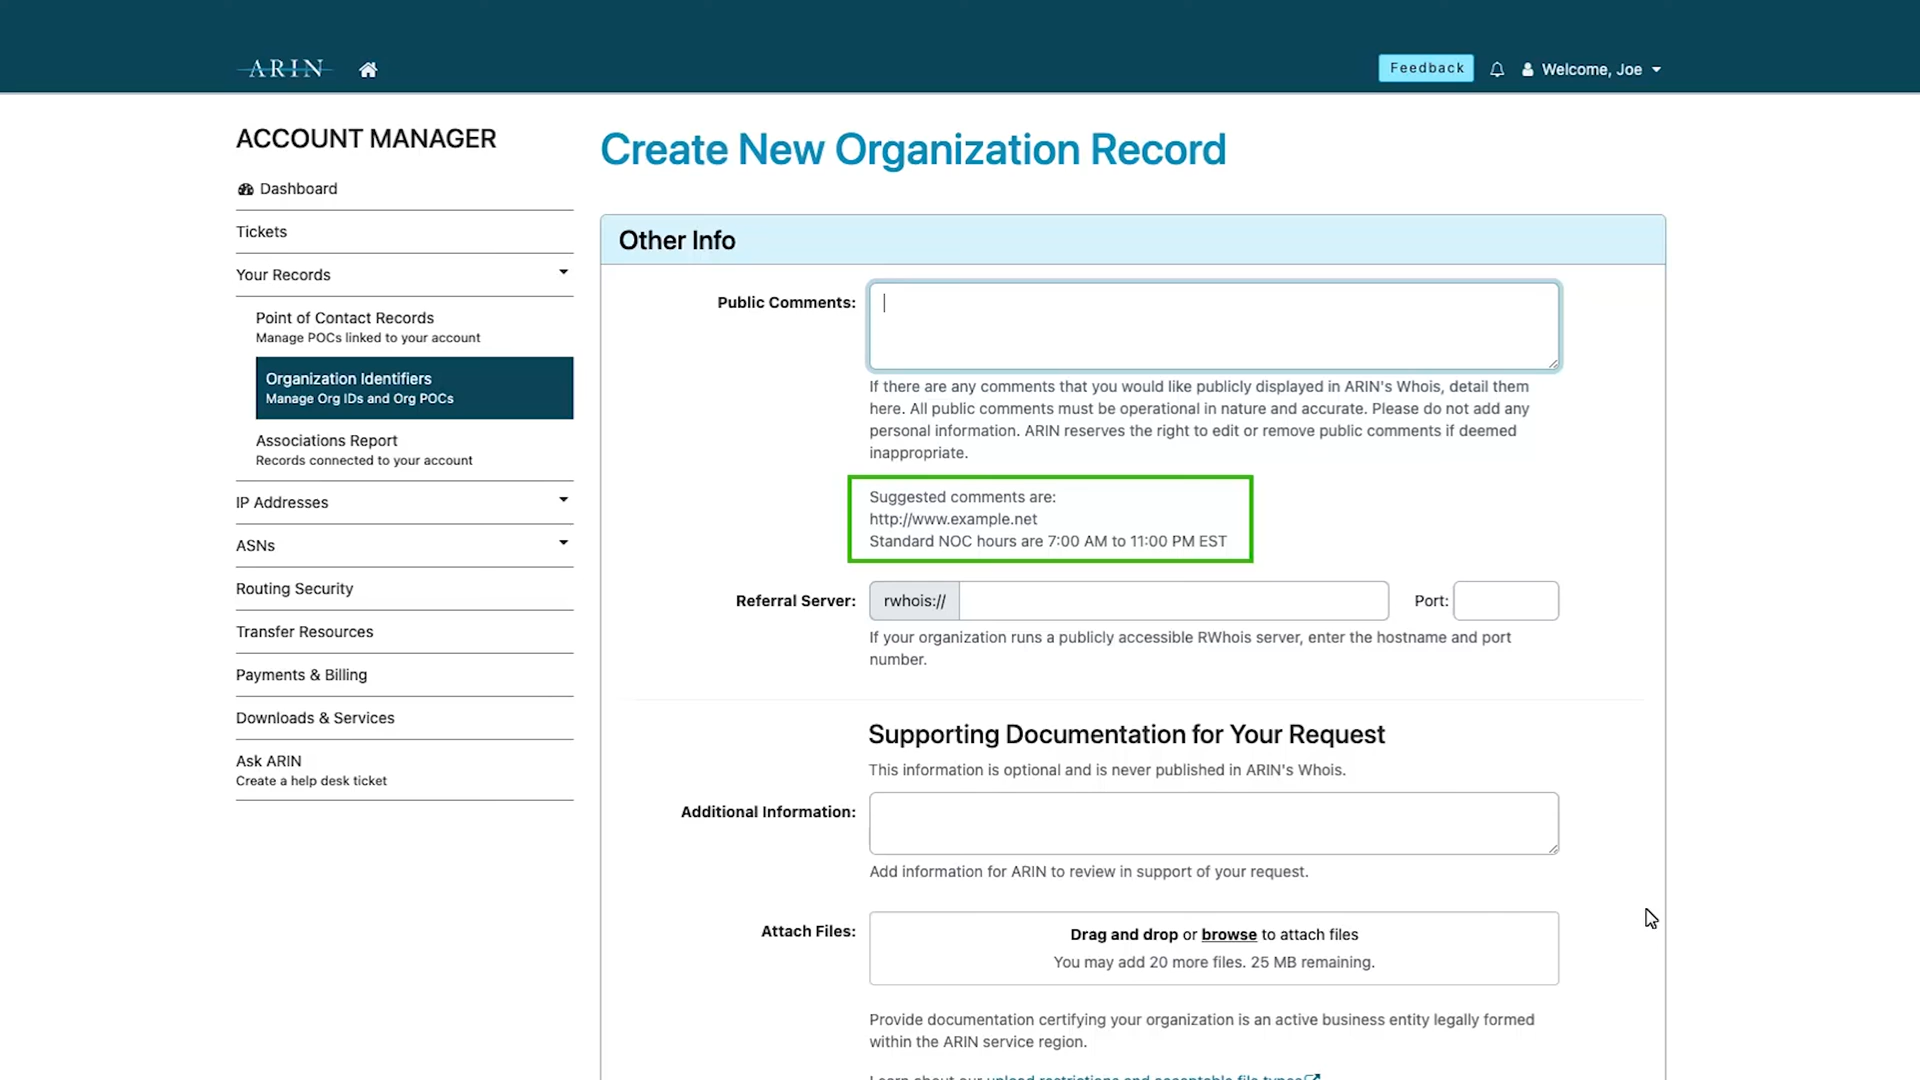 ARIN
Feedback
Welcome, Joe
ACCOUNT MANAGER
Dashboard
Tickets
Your Records
Point of Contact Records
Manage POCs linked to your account
Organization Identifiers
Manage Org IDs and Org POCs
Associations Report
Records connected to your account
IP Addresses
ASNs
Routing Security
Transfer Resources
Payments & Billing
Downloads & Services
Ask ARIN
Create a help desk ticket
Create New Organization Record
Other Info
Public Comments:
If there are any comments that you would like publicly displayed in ARIN's Whois, detail them
here. All public comments must be operational in nature and accurate. Please do not add any
personal information. ARIN reserves the right to edit or remove public comments if deemed
inappropriate.
Suggested comments are:
http://www.example.net
Standard NOC hours are 7:00 AM to 11:00 PM EST
Referral Server: rwhois:// Port:
If your organization runs a publicly accessible RWhois server, enter the hostname and port
number.
Supporting Documentation for Your Request
This information is optional and is never published in ARIN's Whois.
Additional Information:
Add information for ARIN to review in support of your request.
Attach Files:
Drag and drop or browse to attach files
You may add 20 more files. 25 MB remaining.
Provide documentation certifying your organization is an active business entity legally formed
within the ARIN service region.
Learn about our upload restrictions and acceptable file types